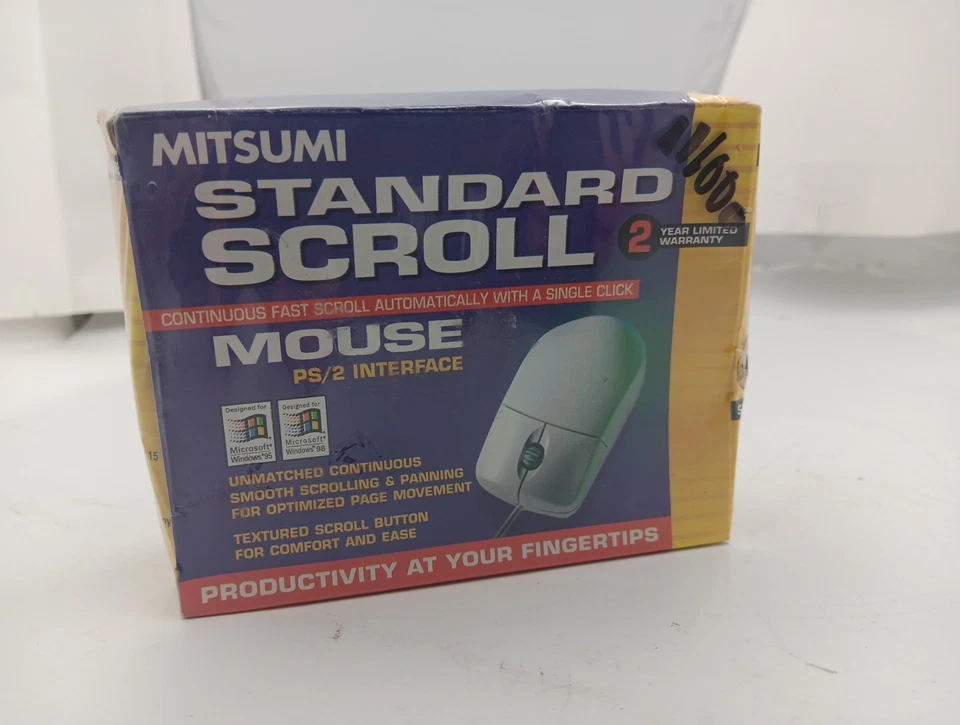 MITSUMI
STANDARD
SCROLL
2 YEAR LIMITED
WARRANTY
CONTINUOUS FAST SCROLL AUTOMATICALLY WITH A SINGLE CLICK
MOUSE
PS/2 INTERFACE
Designed for
Microsoft®
Windows®95
Designed for
Microsoft®
Windows®98
UNMATCHED CONTINUOUS
SMOOTH SCROLLING & PANNING
FOR OPTIMIZED PAGE MOVEMENT
TEXTURED SCROLL BUTTON
FOR COMFORT AND EASE
PRODUCTIVITY AT YOUR FINGERTIPS
15